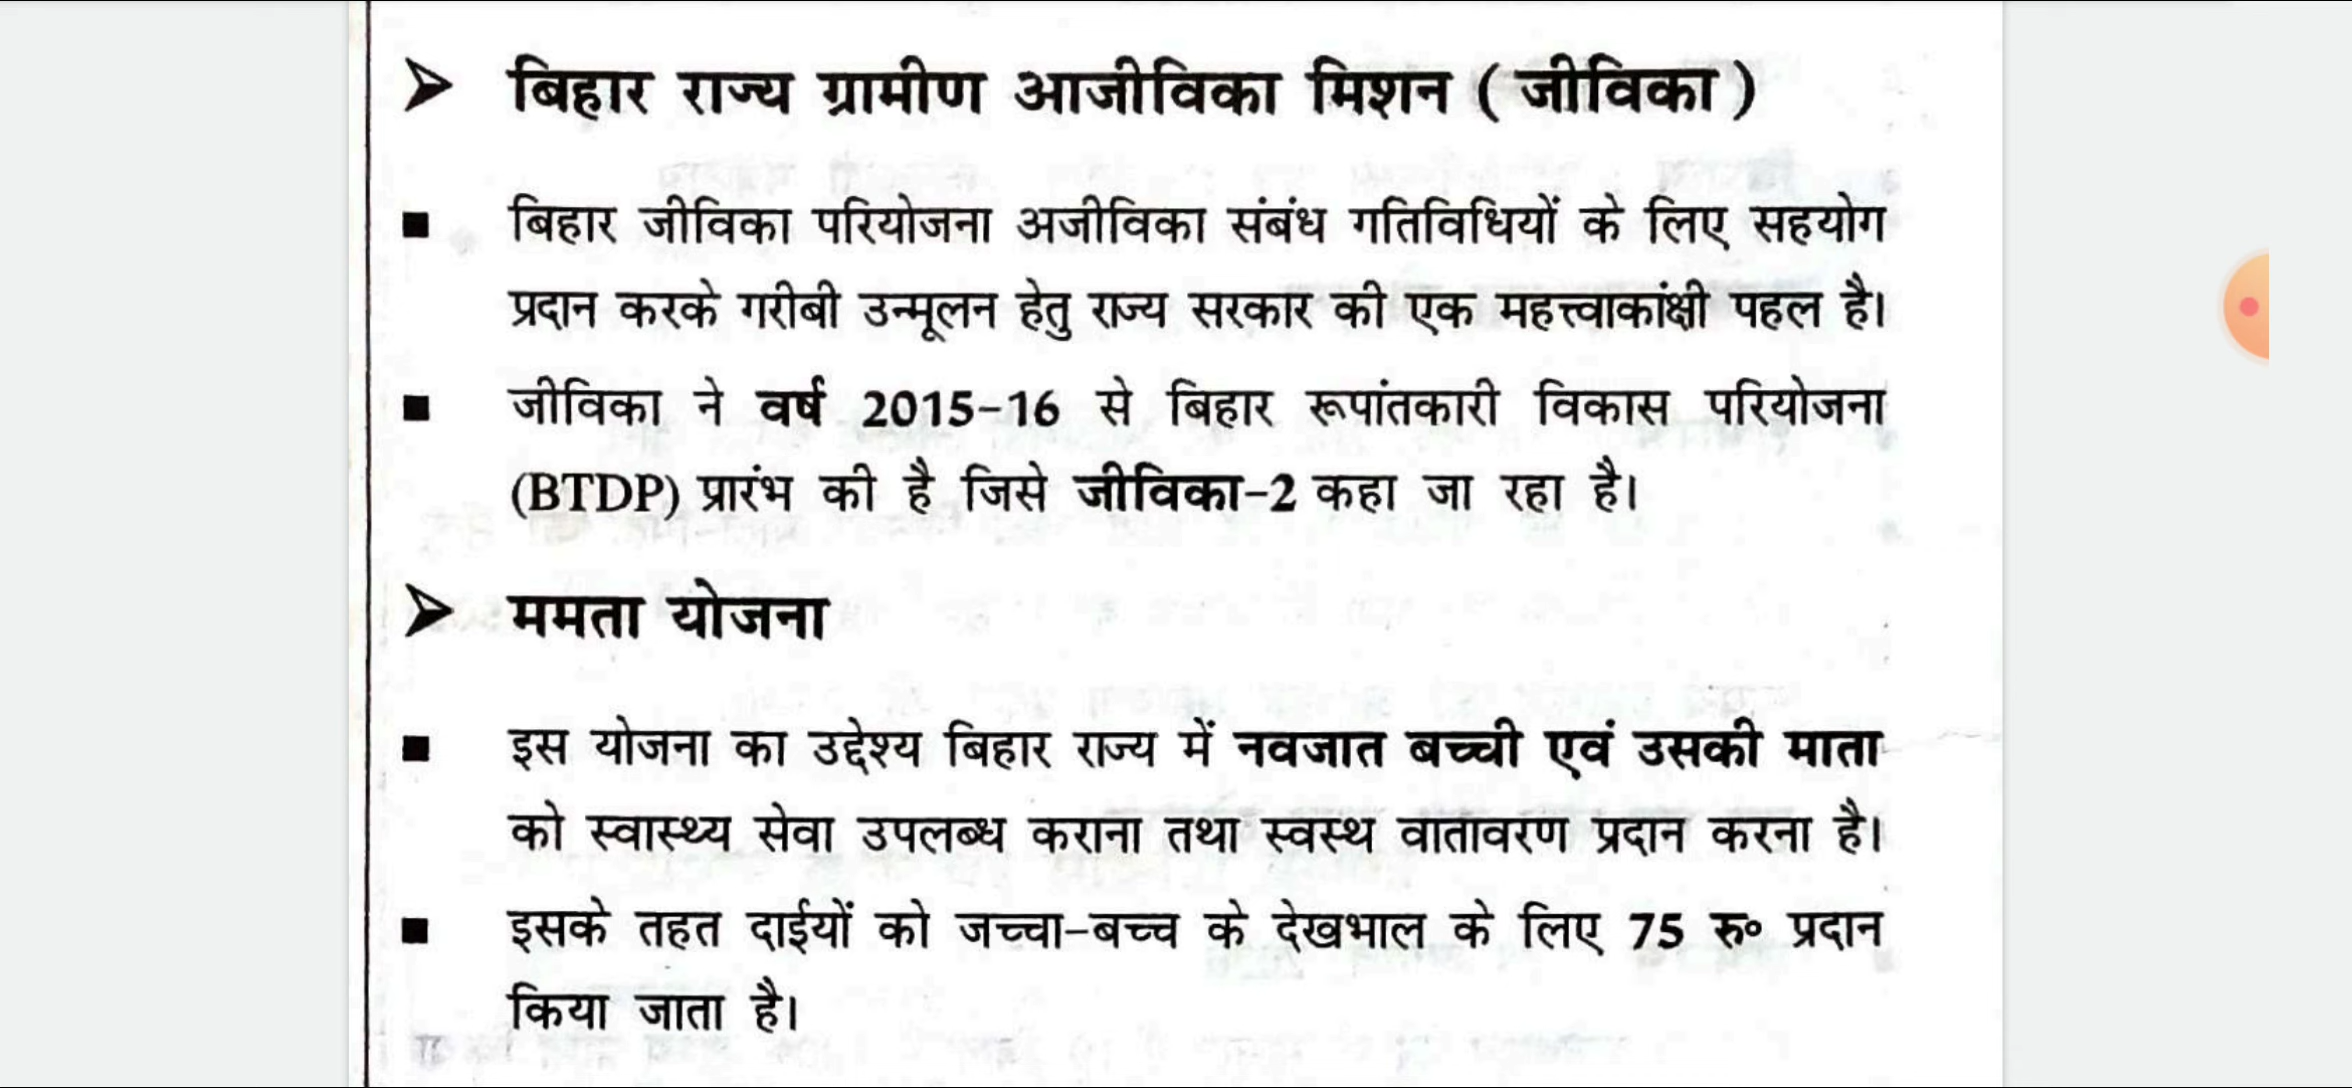 ➤ बिहार राज्य ग्रामीण आजीविका मिशन ( जीविका )
■ बिहार जीविका परियोजना अजीविका संबंध गतिविधियों के लिए सहयोग
प्रदान करके गरीबी उन्मूलन हेतु राज्य सरकार की एक महत्त्वाकांक्षी पहल है।
■ जीविका ने वर्ष 2015-16 से बिहार रूपांतकारी विकास परियोजना
(BTDP) प्रारंभ की है जिसे जीविका-2 कहा जा रहा है।
➤ ममता योजना
■ इस योजना का उद्देश्य बिहार राज्य में नवजात बच्ची एवं उसकी माता
को स्वास्थ्य सेवा उपलब्ध कराना तथा स्वस्थ वातावरण प्रदान करना है।
■ इसके तहत दाईयों को जच्चा-बच्च के देखभाल के लिए 75 रु० प्रदान
किया जाता है।